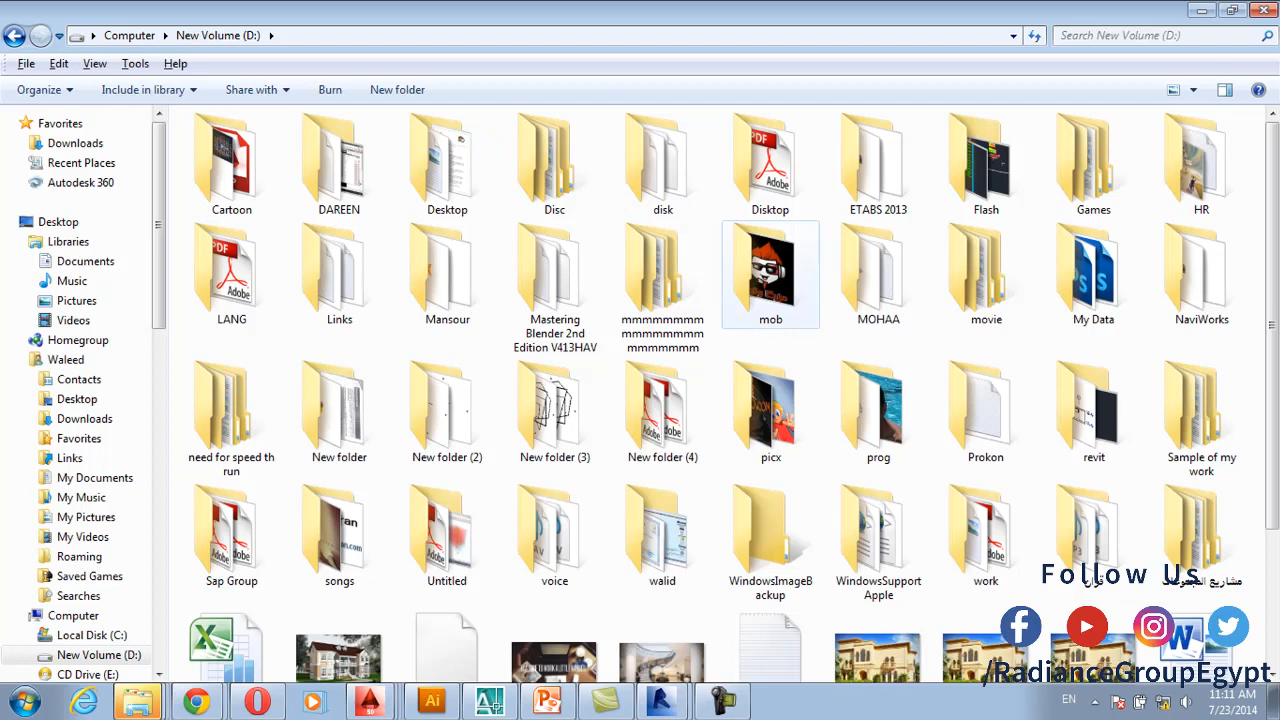 Computer
New Volume (D:)
Search New Volume (D:)
File Edit View Tools Help
Organize Include in library Share with Burn New folder
Favorites
Downloads
Recent Places
Autodesk 360
Desktop
Libraries
Documents
Music
Pictures
Videos
Homegroup
Waleed
Contacts
Desktop
Downloads
Favorites
Links
My Documents
My Music
My Pictures
My Videos
Roaming
Saved Games
Searches
Computer
Local Disk (C:)
New Volume (D:)
CD Drive (E:)
Cartoon DAREEN Desktop Disc disk Disktop ETABS 2013 Flash Games HR
LANG Links Mansour
Mastering
Blender 2nd
Edition V413HAV
mmmmmmmm
mmmmmmmm
mmmmmmm
mob MOHAA movie My Data NaviWorks
need for speed th
run
New folder New folder (2) New folder (3) New folder (4) picx prog Prokon revit
Sample of my
work
Sap Group songs Untitled voice walid
WindowsImageB
ackup
WindowsSupport
Apple
work
Follow Us
/RadianceGroupEgypt
EN
11:11 AM
7/23/2014